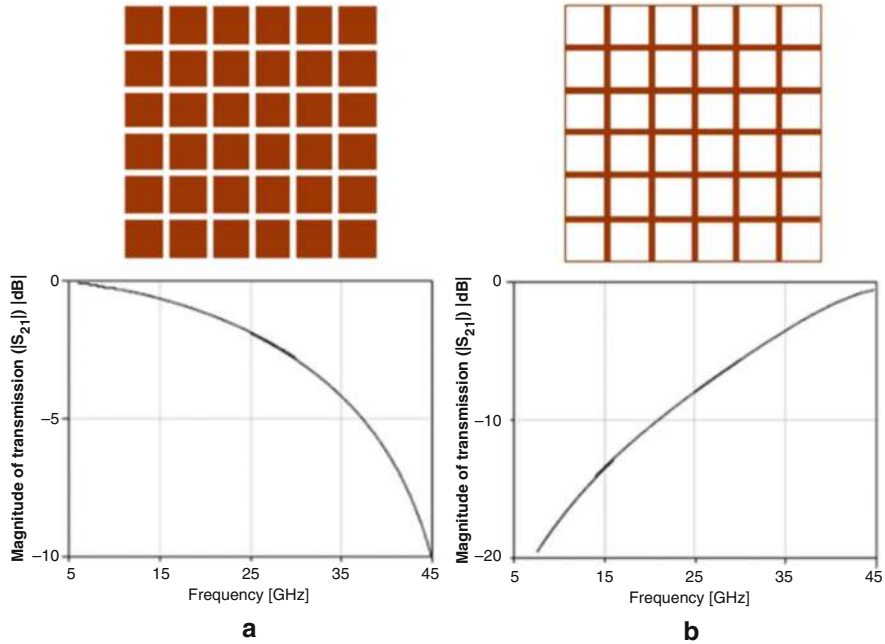 Magnitude of transmission (|S21|) |dB|
0
–5
–10
5
15
25
35
45
Frequency [GHz]
a
Magnitude of transmission (|S21|) |dB|
0
–10
–20
5
15
25
35
45
Frequency [GHz]
b